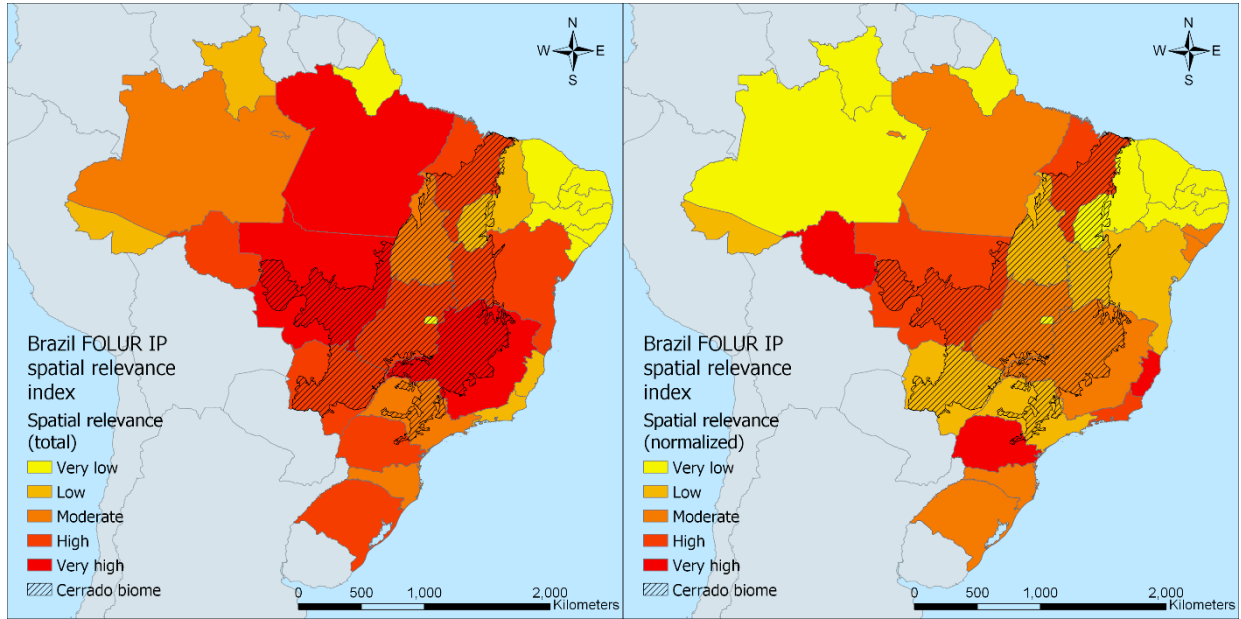 N
W E
S
Brazil FOLUR IP
spatial relevance
index
Spatial relevance
(total)
Very low
Low
Moderate
High
Very high
Cerrado biome
0 500 1,000 2,000
Kilometers
N
W E
S
Brazil FOLUR IP
spatial relevance
index
Spatial relevance
(normalized)
Very low
Low
Moderate
High
Very high
Cerrado biome
0 500 1,000 2,000
Kilometers